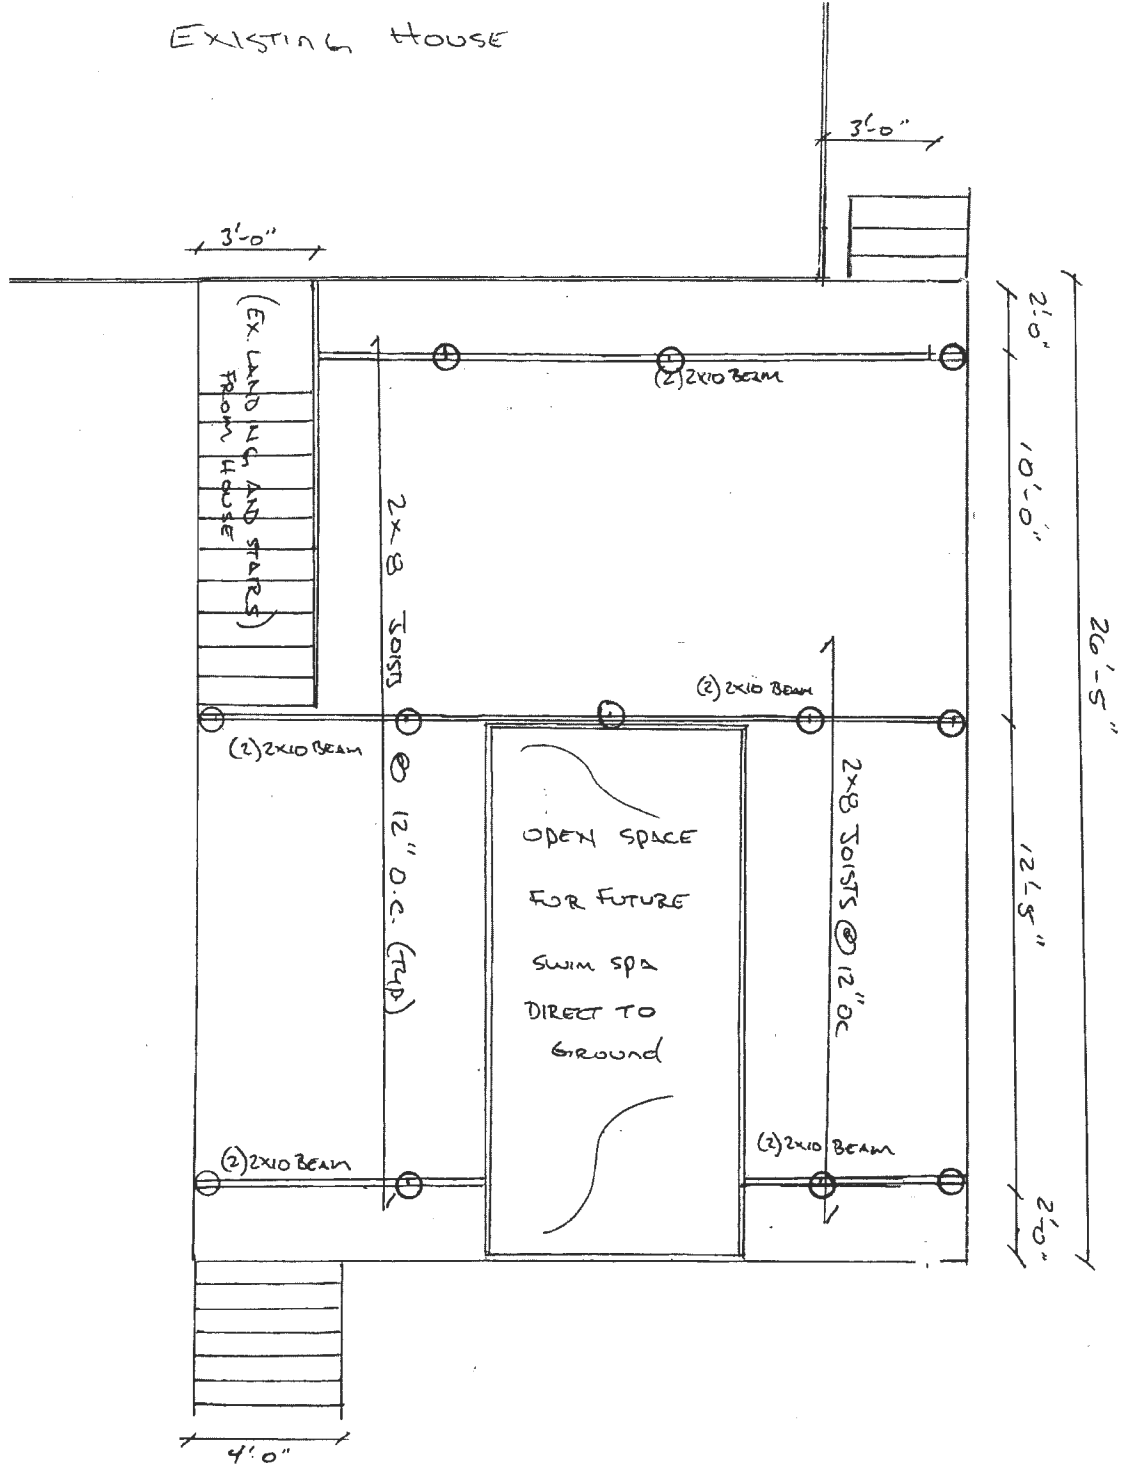 EXISTING HOUSE
3'-0"
3'-0"
(EX. LANDING AND STAIRS)
FROM HOUSE
2'-0"
(2) 2x10 BEAM
10'-0"
2x8 JOISTS @ 12" O.C. (TYP)
26'-5"
(2) 2x10 BEAM
(2) 2x10 BEAM
2x8 JOISTS @ 12" OC
OPEN SPACE
FOR FUTURE
SWIM SPA
DIRECT TO
GROUND
12'-5"
(2) 2x10 BEAM
(2) 2x10 BEAM
2'-0"
4'-0"